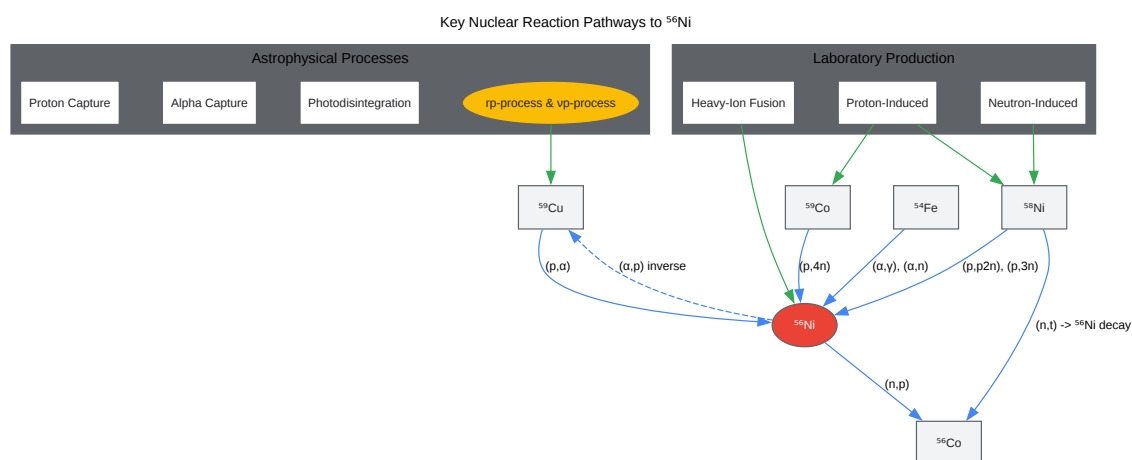 Key Nuclear Reaction Pathways to ⁵⁶Ni
Astrophysical Processes
Laboratory Production
Proton Capture
Alpha Capture
Photodisintegration
rp-process & νp-process
Heavy-Ion Fusion
Proton-Induced
Neutron-Induced
⁵⁹Cu
⁵⁹Co
⁵⁴Fe
⁵⁸Ni
(p,α)
(α,p) inverse
(p,4n)
(α,γ), (α,n)
(p,p2n), (p,3n)
⁵⁶Ni
(n,t) -> ⁵⁶Ni decay
(n,p)
⁵⁶Co